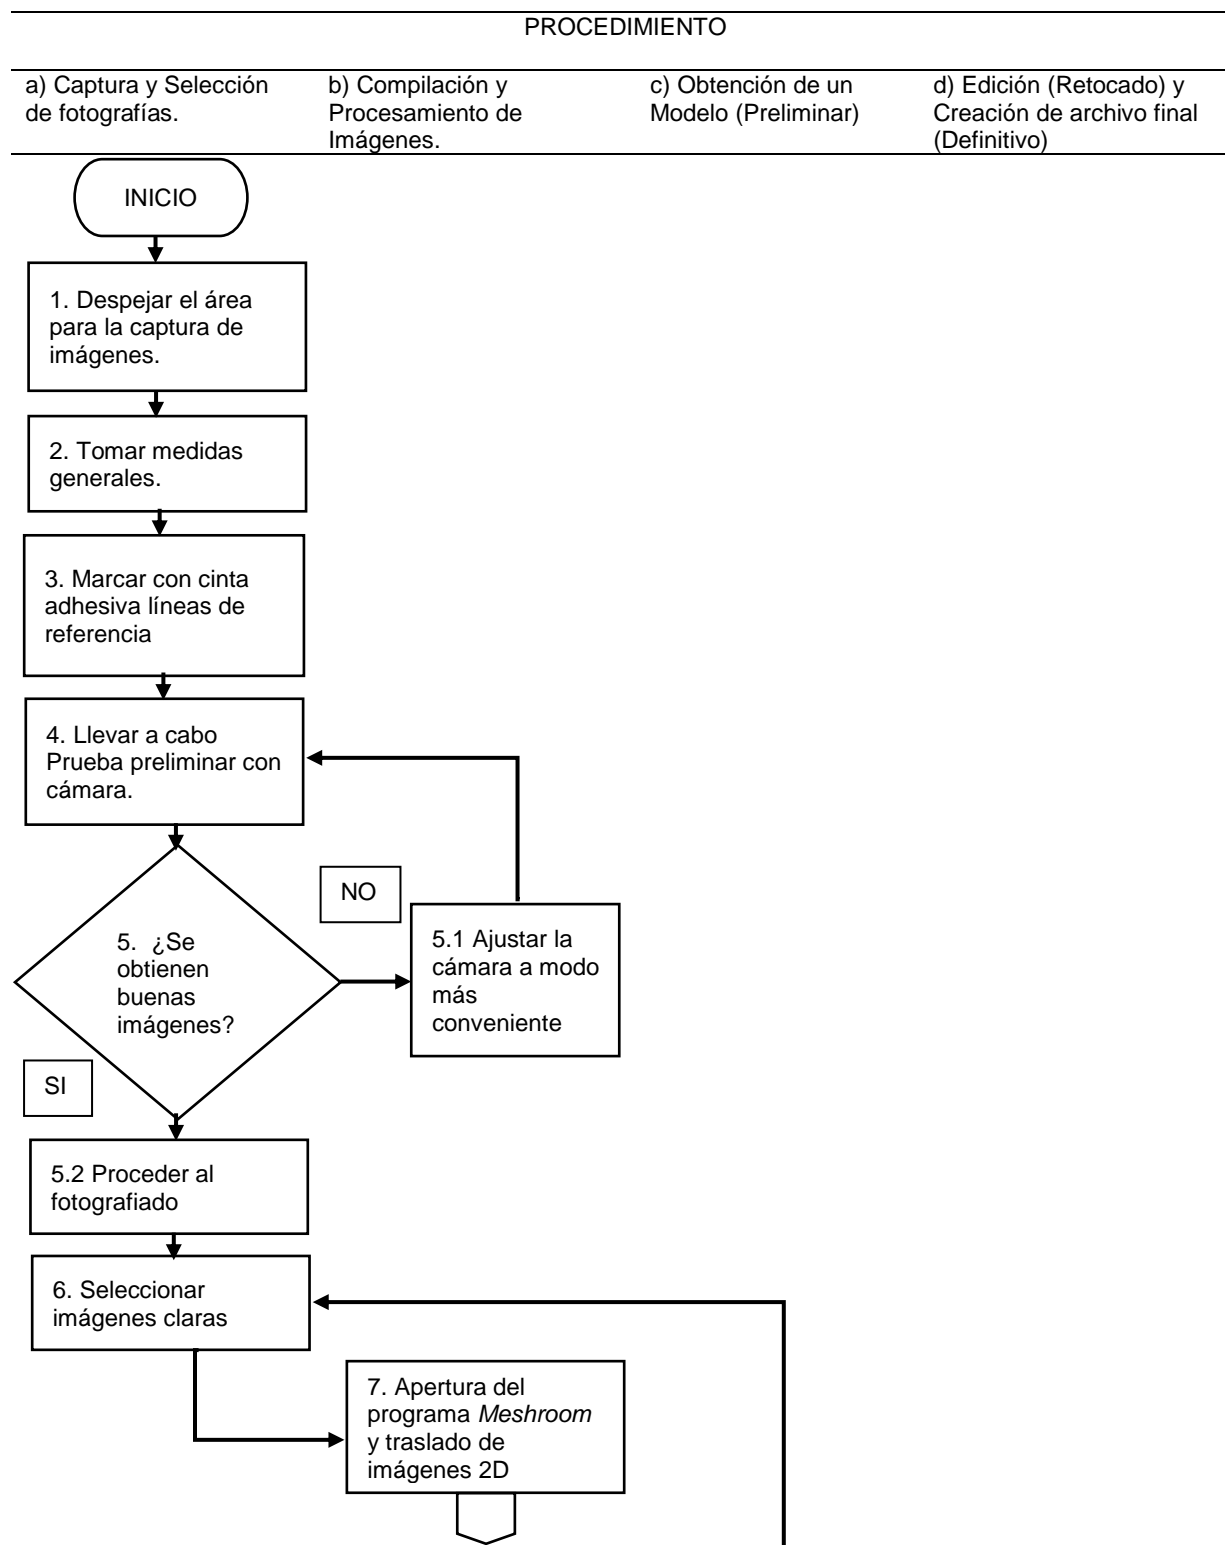 PROCEDIMIENTO
a) Captura y Selección
de fotografías.
b) Compilación y
Procesamiento de
Imágenes.
c) Obtención de un
Modelo (Preliminar)
d) Edición (Retocado) y
Creación de archivo final
(Definitivo)
INICIO
1. Despejar el área
para la captura de
imágenes.
2. Tomar medidas
generales.
3. Marcar con cinta
adhesiva líneas de
referencia
4. Llevar a cabo
Prueba preliminar con
cámara.
5. ¿Se
obtienen
buenas
imágenes?
NO
5.1 Ajustar la
cámara a modo
más
conveniente
SI
5.2 Proceder al
fotografiado
6. Seleccionar
imágenes claras
7. Apertura del
programa Meshroom
y traslado de
imágenes 2D